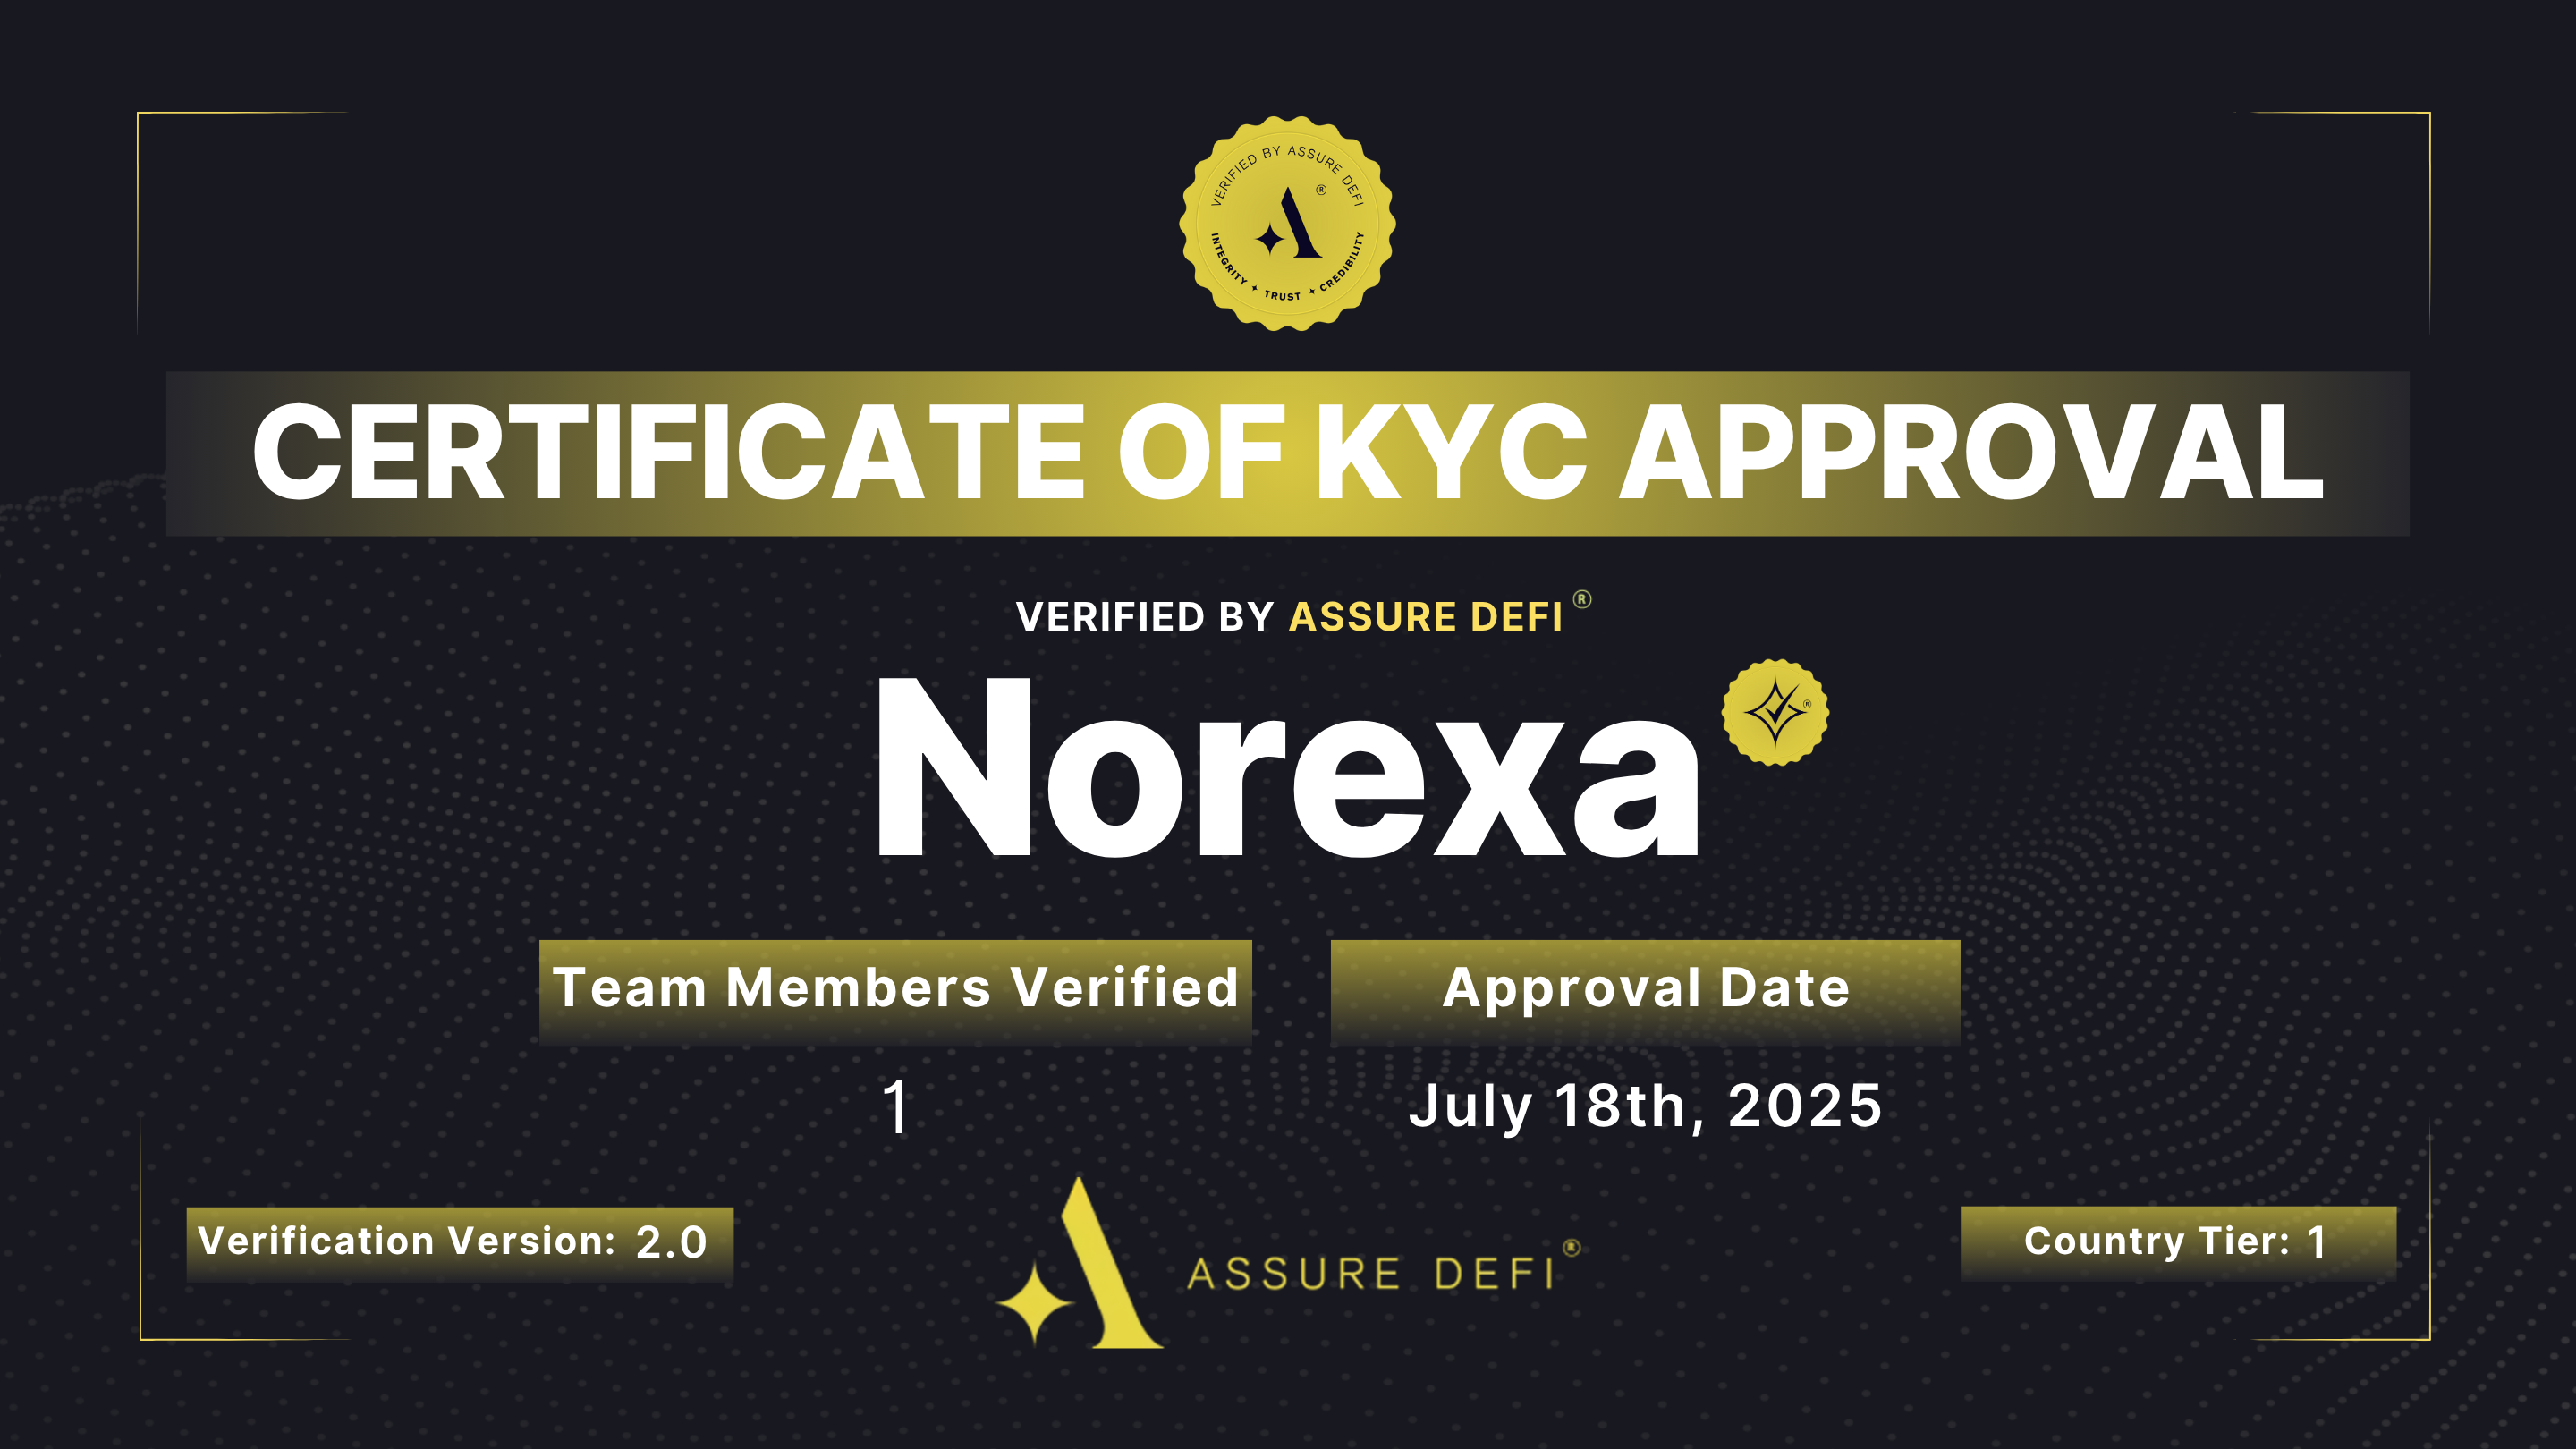 VERIFIED BY ASSURE DEFI
A ®
INTEGRITY ✦ TRUST ✦ CREDIBILITY
CERTIFICATE OF KYC APPROVAL
VERIFIED BY ASSURE DEFI ®
Norexa
®
Team Members Verified
Approval Date
1
July 18th, 2025
Verification Version: 2.0
ASSURE DEFI ®
Country Tier: 1